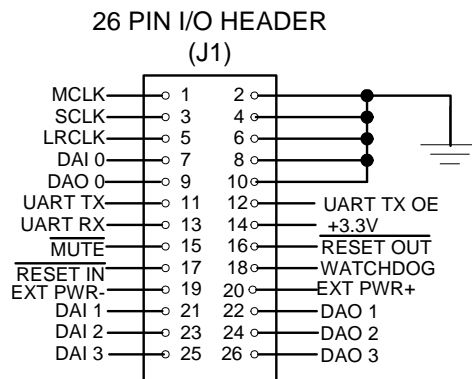 26 PIN I/O HEADER
(J1)
MCLK 1 2
SCLK 3 4
LRCLK 5 6
DAI 0 7 8
DAO 0 9 10
UART TX 11 12 UART TX OE
UART RX 13 14 +3.3V
MUTE 15 16 RESET OUT
RESET IN 17 18 WATCHDOG
EXT PWR- 19 20 EXT PWR+
DAI 1 21 22 DAO 1
DAI 2 23 24 DAO 2
DAI 3 25 26 DAO 3